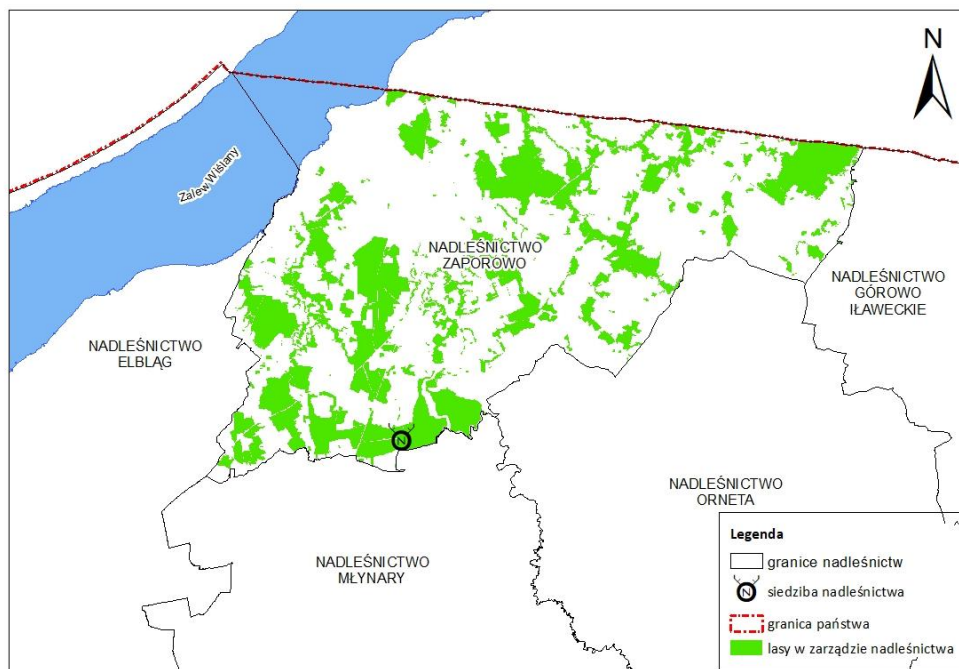 N
Zalew Wiślany
NADLEŚNICTWO
ZAPOROWO
NADLEŚNICTWO
GÓROWO
IŁAWECKIE
NADLEŚNICTWO
ELBLĄG
N
NADLEŚNICTWO
ORNETA
NADLEŚNICTWO
MŁYNARY
Legenda
granice nadleśnictw
N
siedziba nadleśnictwa
granica państwa
lasy w zarządzie nadleśnictwa